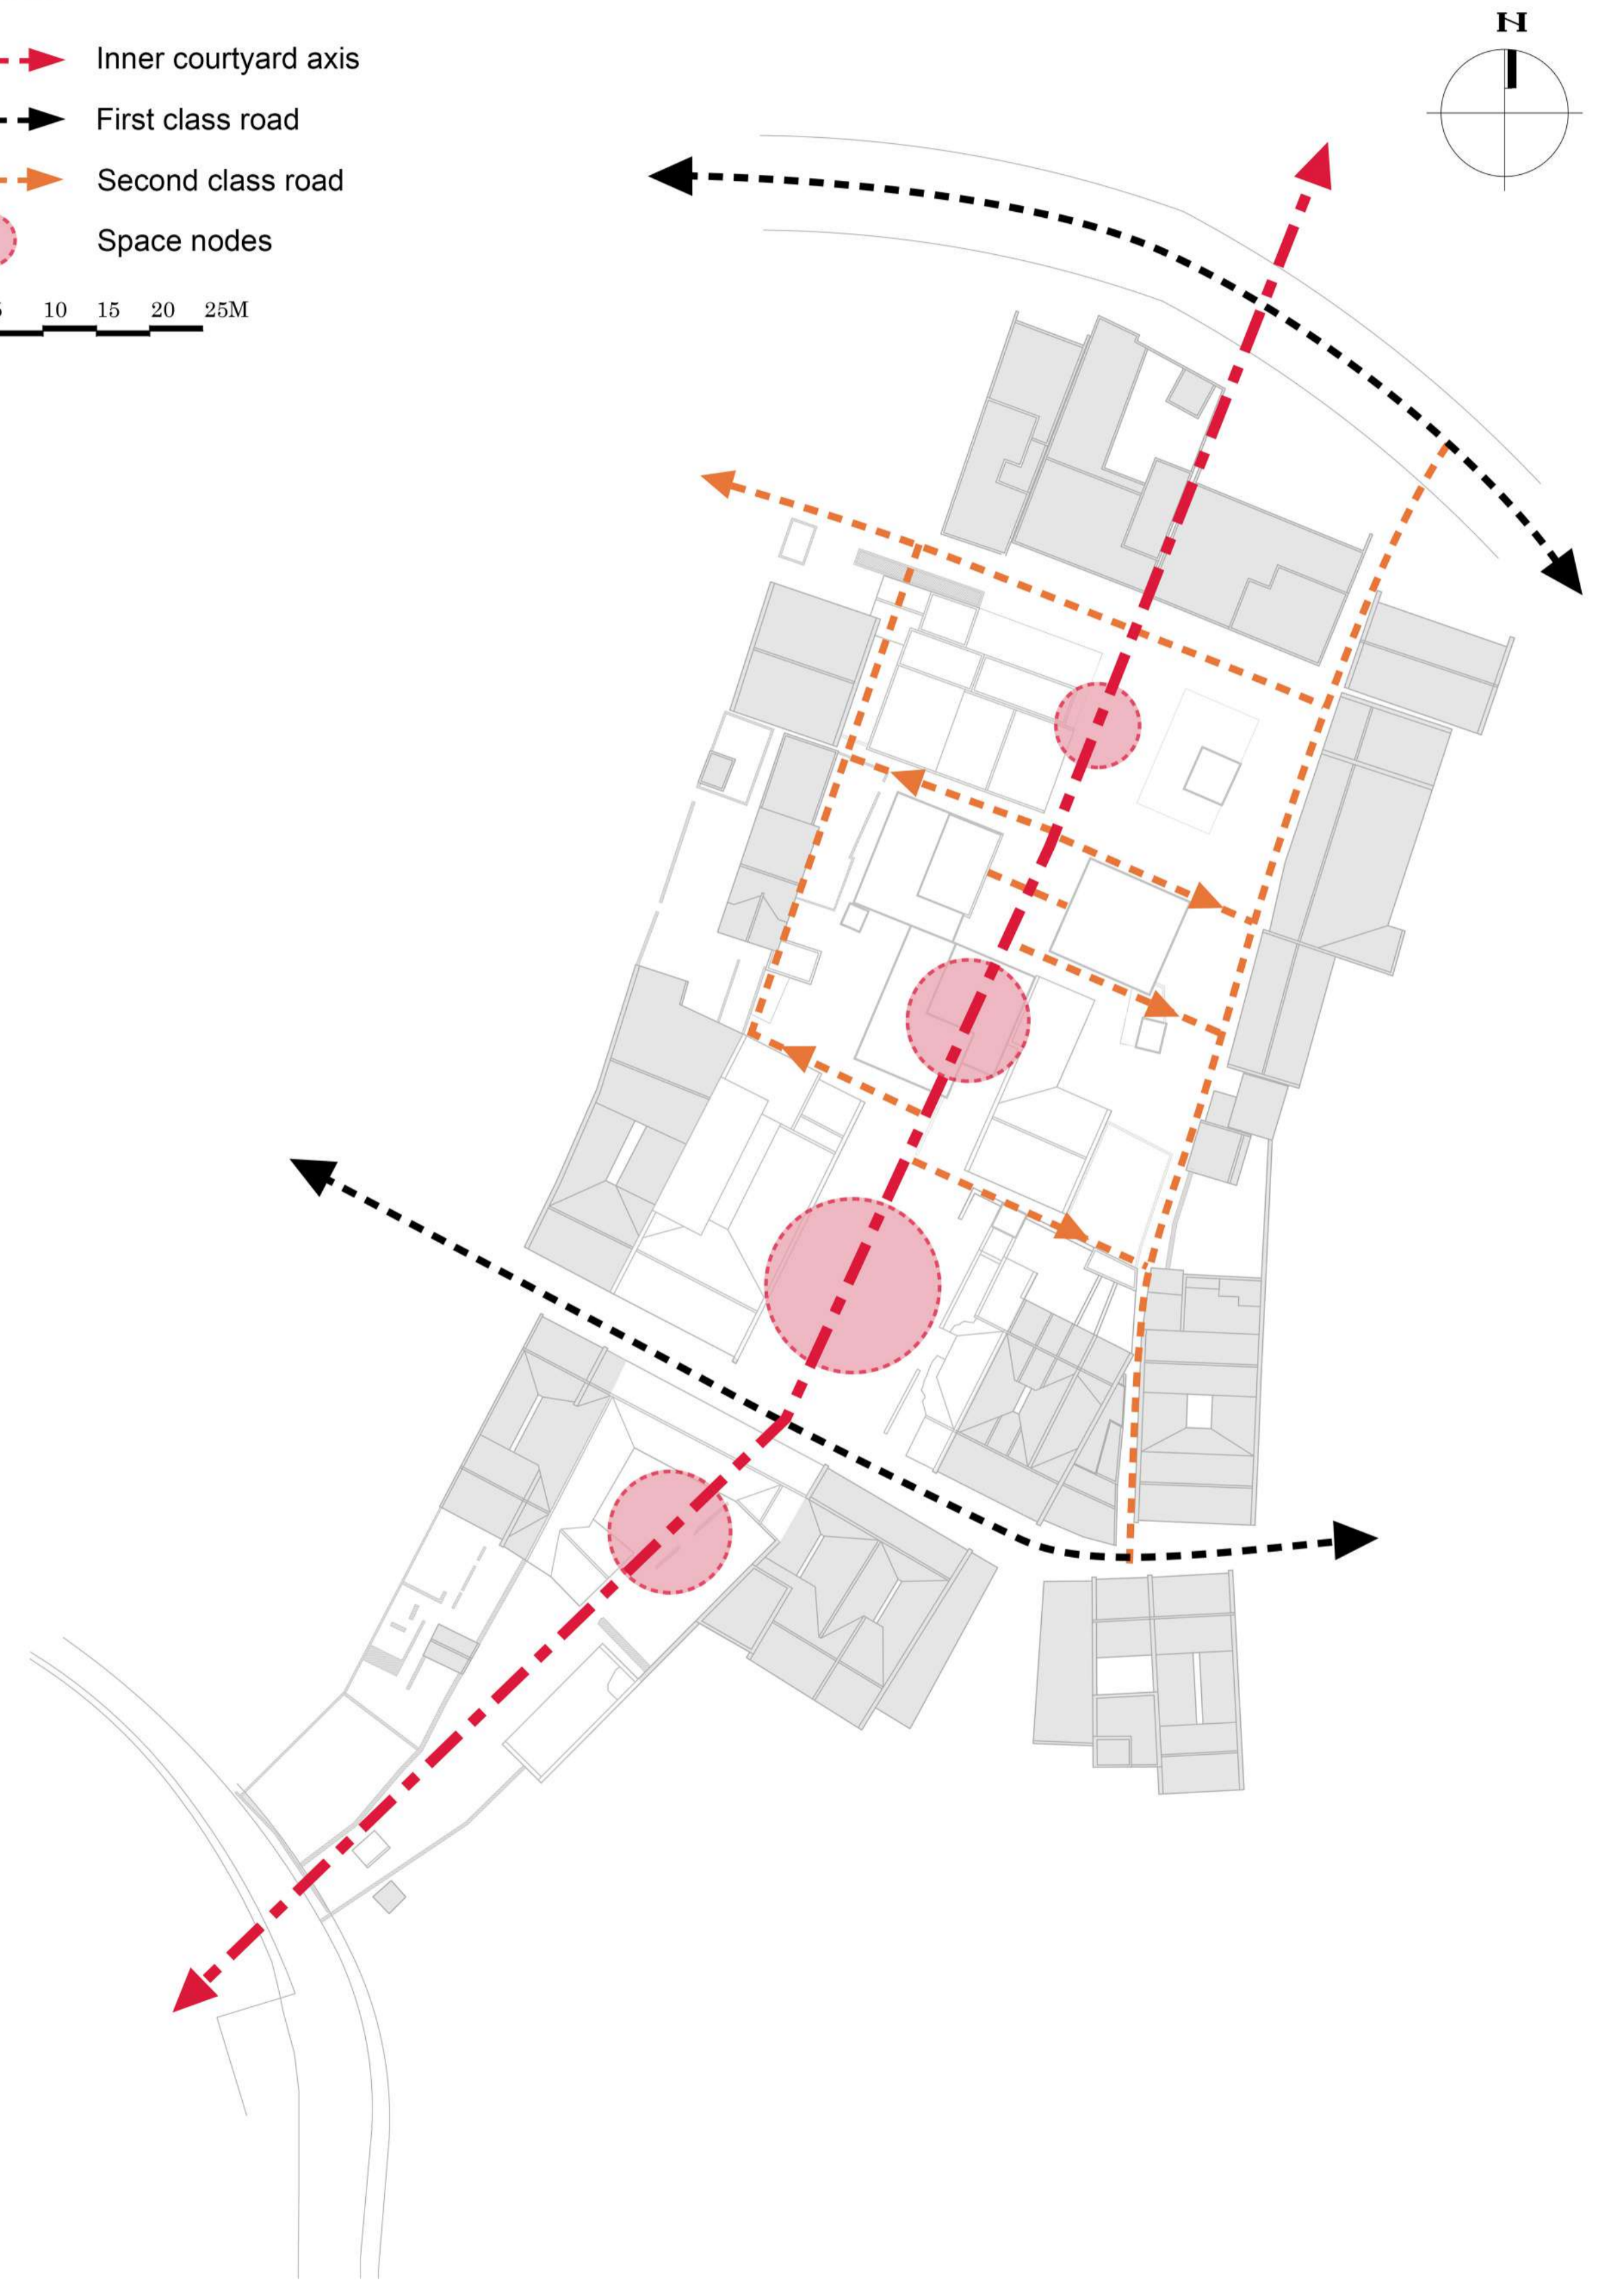 Inner courtyard axis
First class road
Second class road
Space nodes
10 15 20 25M
N